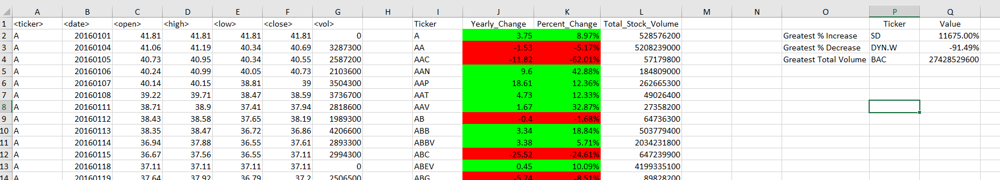 A B C D E F G H I J K L M N O P Q
1 <ticker> <date> <open> <high> <low> <close> <vol> Ticker Yearly_Change Percent_Change Total_Stock_Volume Ticker Value
2 A 20160101 41.81 41.81 41.81 41.81 0 A 3.75 8.97% 528576200 Greatest % Increase SD 11675.00%
3 A 20160104 41.06 41.19 40.34 40.69 3287300 AA -1.53 -5.17% 5208239000 Greatest % Decrease DYN.W -91.49%
4 A 20160105 40.73 40.95 40.34 40.55 2587200 AAC -11.82 -62.01% 57179800 Greatest Total Volume BAC 27428529600
5 A 20160106 40.24 40.99 40.05 40.73 2103600 AAN 9.6 42.88% 184809000
6 A 20160107 40.14 40.15 38.81 39 3504300 AAP 18.61 12.36% 262665300
7 A 20160108 39.22 39.71 38.47 38.59 3736700 AAT 4.73 12.33% 49026400
8 A 20160111 38.71 38.9 37.41 37.94 2818600 AAV 1.67 32.87% 27358200
9 A 20160112 38.43 38.58 37.65 38.19 1989300 AB -0.4 -1.68% 64736300
10 A 20160113 38.35 38.47 36.72 36.86 4206600 ABB 3.34 18.84% 503779400
11 A 20160114 36.94 37.88 36.55 37.61 2893300 ABBV 3.38 5.71% 2034231800
12 A 20160115 36.67 37.56 36.55 37.11 2994300 ABC -25.52 -24.61% 647239900
13 A 20160118 37.11 37.11 37.11 37.11 0 ABEV 0.45 10.09% 4199335100
14 A 20160119 37.64 37.92 36.79 37.2 2506500 ABG -5.74 -8.51% 89828200